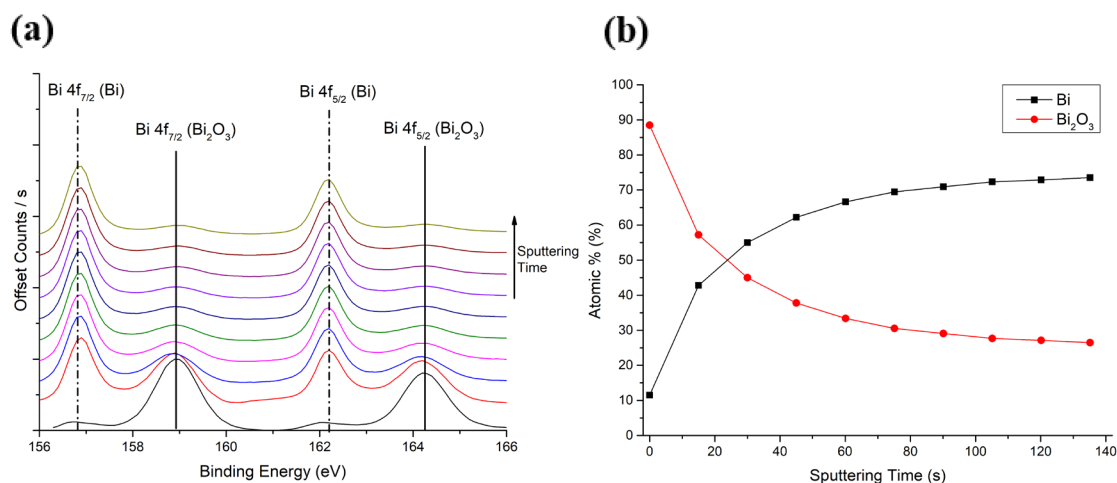 (a)
Bi 4f7/2 (Bi)
Bi 4f7/2 (Bi2O3)
Bi 4f5/2 (Bi)
Bi 4f5/2 (Bi2O3)
Offset Counts / s
Sputtering
Time
156 158 160 162 164 166
Binding Energy (eV)
(b)
Bi
Bi2O3
100
90
80
70
60
50
40
30
20
10
0
Atomic % (%)
0 20 40 60 80 100 120 140
Sputtering Time (s)